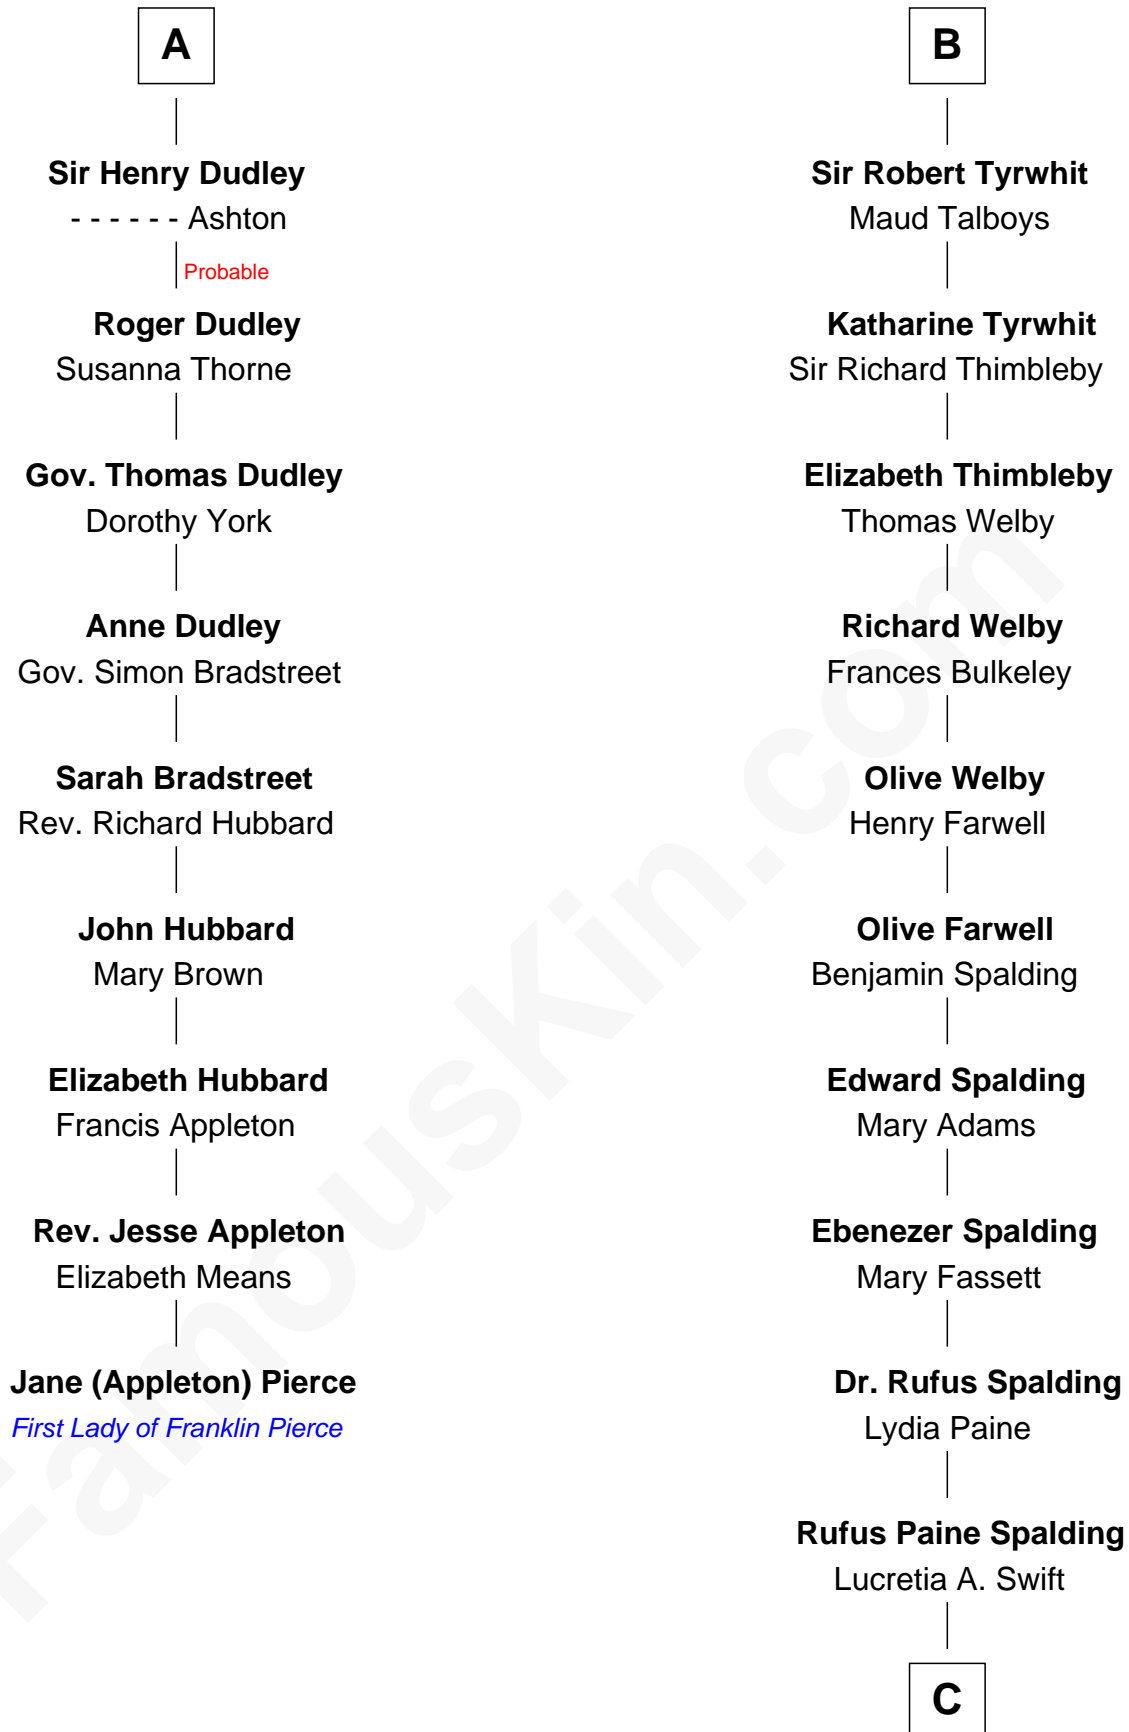 A
Sir Henry Dudley
- - - - - - Ashton
Probable
Roger Dudley
Susanna Thorne
Gov. Thomas Dudley
Dorothy York
Anne Dudley
Gov. Simon Bradstreet
Sarah Bradstreet
Rev. Richard Hubbard
John Hubbard
Mary Brown
Elizabeth Hubbard
Francis Appleton
Rev. Jesse Appleton
Elizabeth Means
Jane (Appleton) Pierce
First Lady of Franklin Pierce
B
Sir Robert Tyrwhit
Maud Talboys
Katharine Tyrwhit
Sir Richard Thimbleby
Elizabeth Thimbleby
Thomas Welby
Richard Welby
Frances Bulkeley
Olive Welby
Henry Farwell
Olive Farwell
Benjamin Spalding
Edward Spalding
Mary Adams
Ebenezer Spalding
Mary Fassett
Dr. Rufus Spalding
Lydia Paine
Rufus Paine Spalding
Lucretia A. Swift
C
FamousKin.com